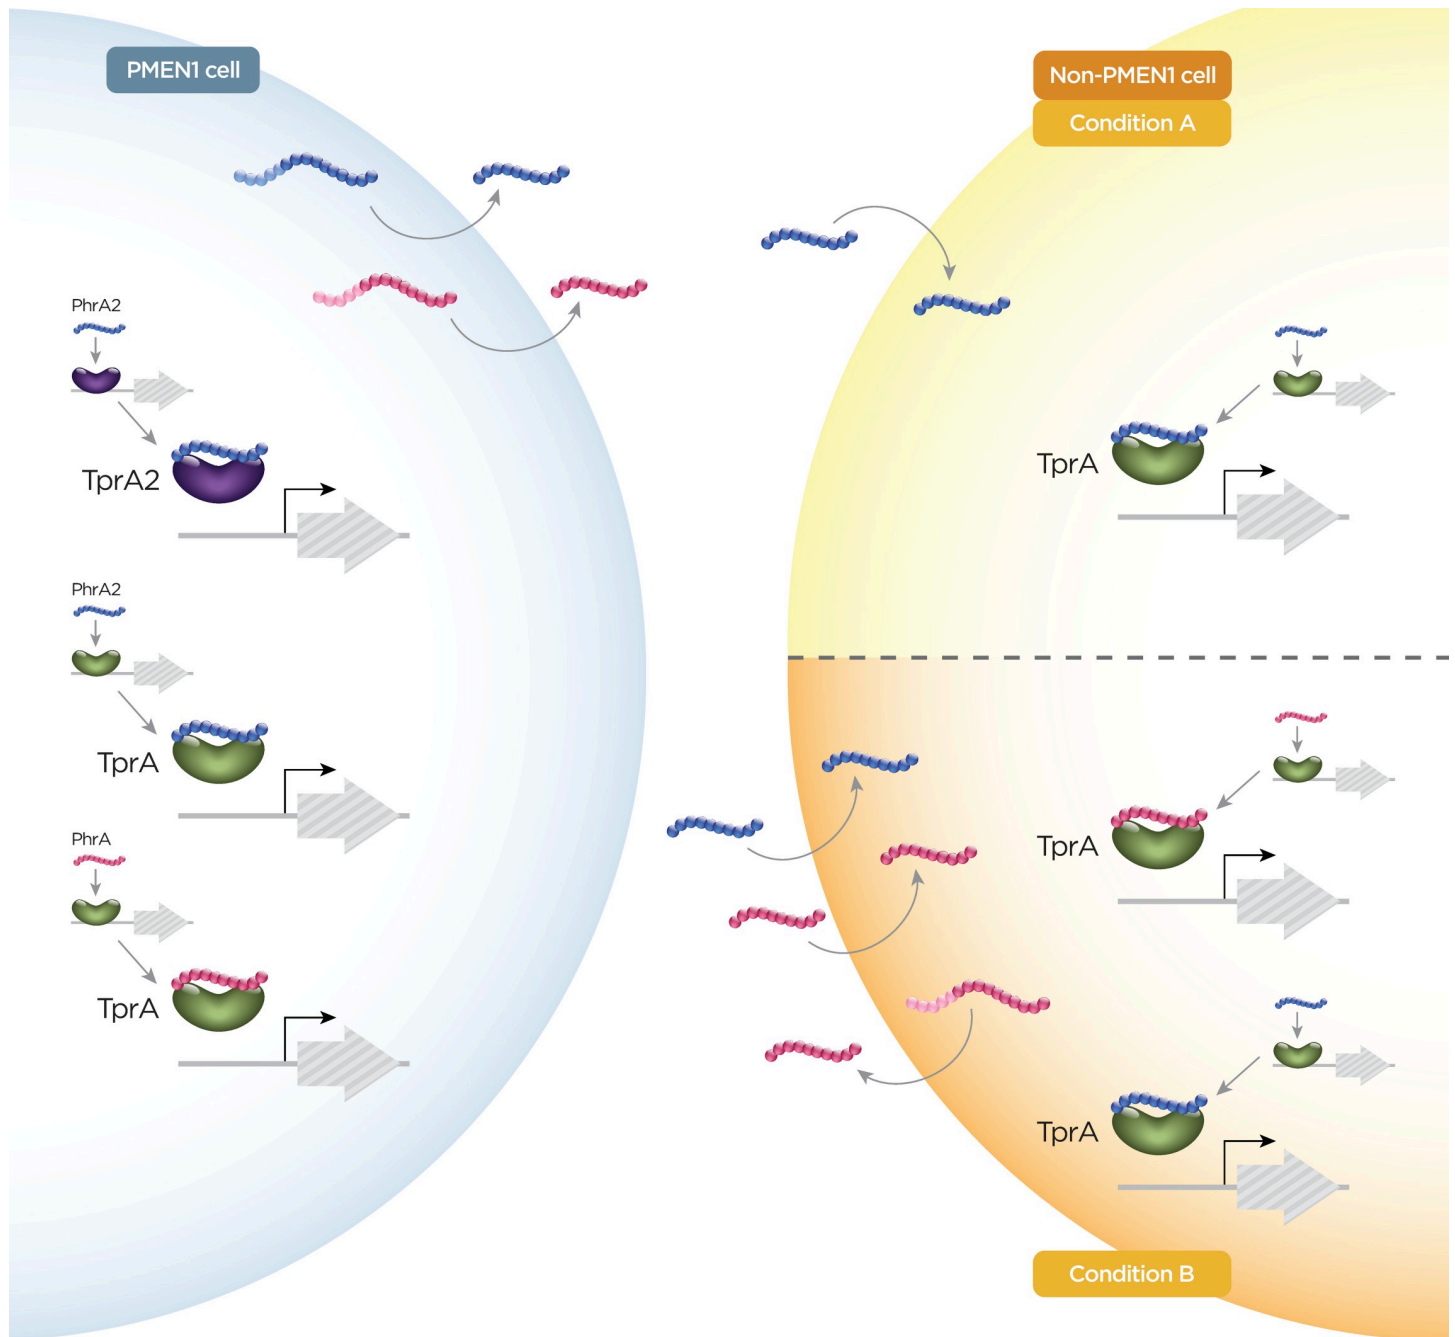 PMEN1 cell
PhrA2
TprA2
PhrA2
TprA
PhrA
TprA
Non-PMEN1 cell
Condition A
TprA
TprA
TprA
Condition B